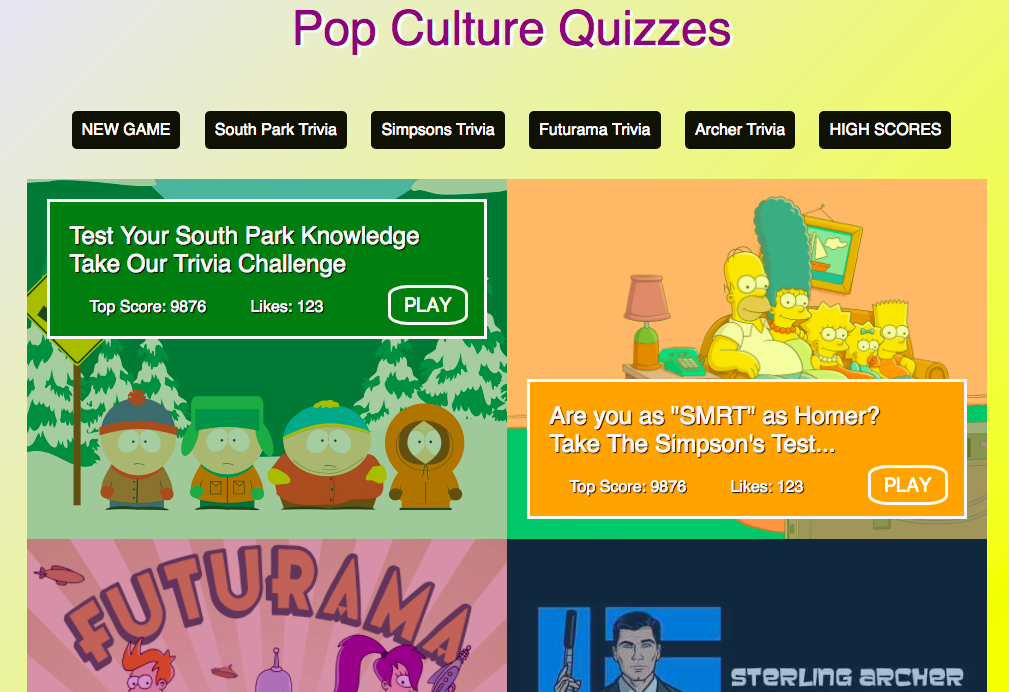 Pop Culture Quizzes
NEW GAME
South Park Trivia
Simpsons Trivia
Futurama Trivia
Archer Trivia
HIGH SCORES
Test Your South Park Knowledge
Take Our Trivia Challenge
Top Score: 9876
Likes: 123
PLAY
Are you as "SMRT" as Homer?
Take The Simpson's Test...
Top Score: 9876
Likes: 123
PLAY
FUTURAMA
STERLING ARCHER